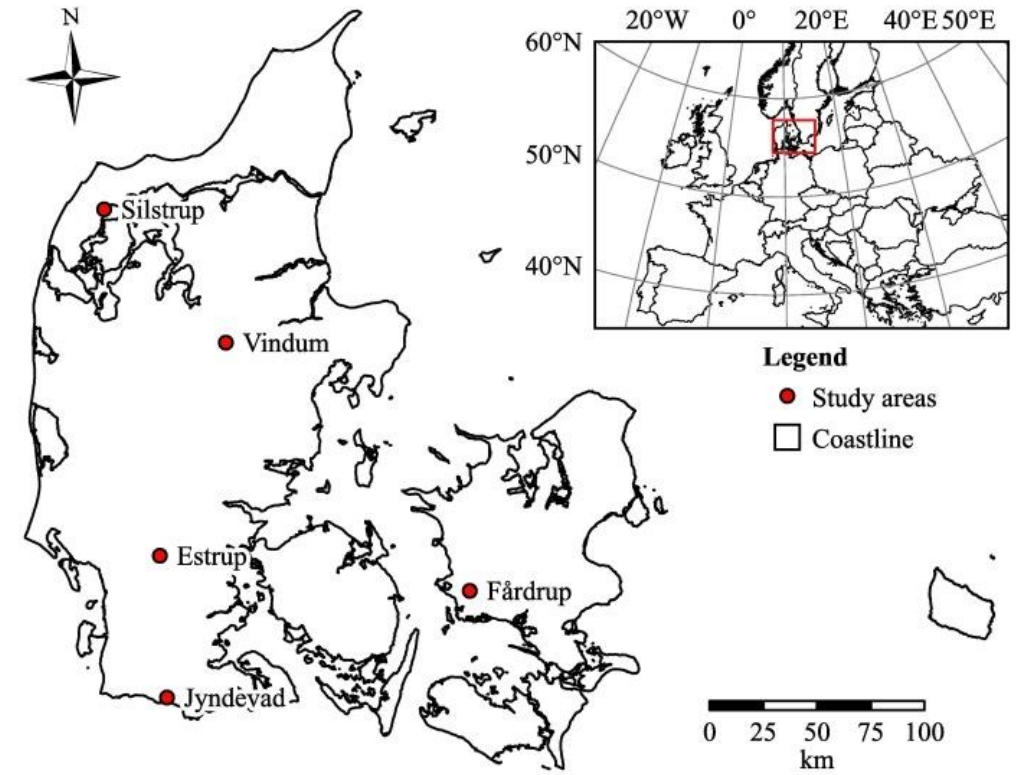 N
20°W 0° 20°E 40°E 50°E
60°N
50°N
40°N
Silstrup
Vindum
Estrup
Fårdrup
Jyndevad
Legend
Study areas
Coastline
0 25 50 75 100
km